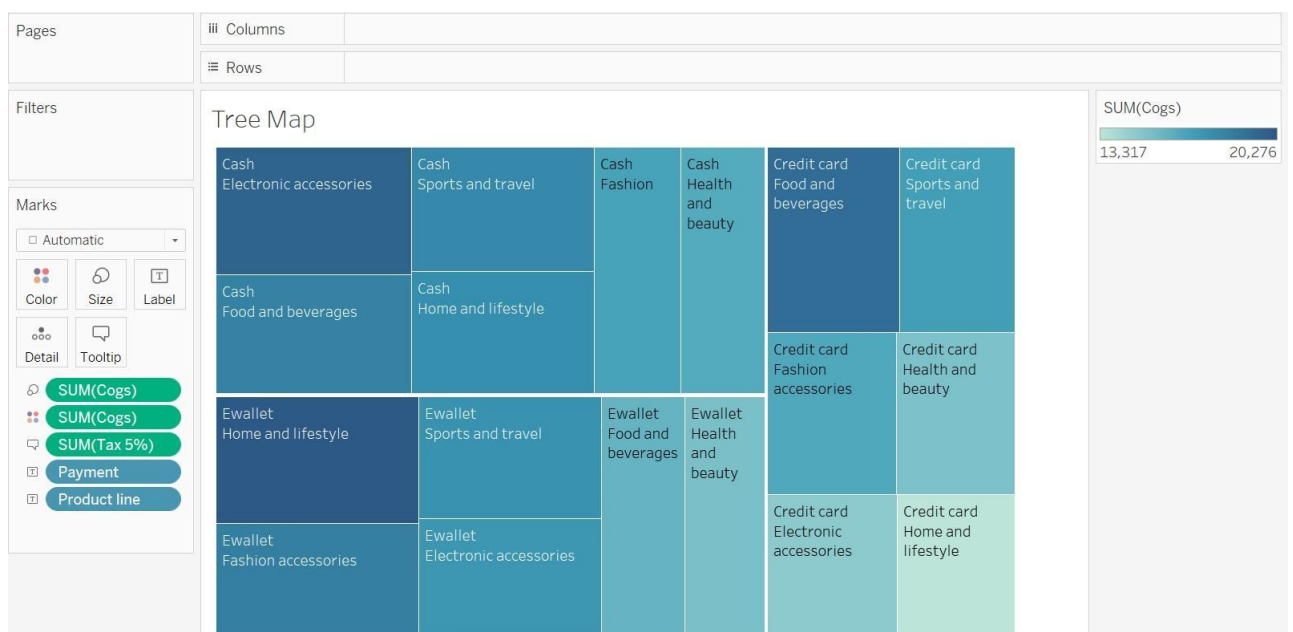 Pages
iii Columns
Rows
Filters
Tree Map
SUM(Cogs)
13,317 20,276
Marks
Automatic
Color Size Label
Detail Tooltip
SUM(Cogs)
SUM(Cogs)
SUM(Tax 5%)
Payment
Product line
Cash
Electronic accessories
Cash
Sports and travel
Cash
Fashion
Cash
Health
and
beauty
Cash
Food and beverages
Cash
Home and lifestyle
Credit card
Food and
beverages
Credit card
Sports and
travel
Credit card
Fashion
accessories
Credit card
Health and
beauty
Credit card
Electronic
accessories
Credit card
Home and
lifestyle
Ewallet
Home and lifestyle
Ewallet
Sports and travel
Ewallet
Food and
beverages
Ewallet
Health
and
beauty
Ewallet
Fashion accessories
Ewallet
Electronic accessories